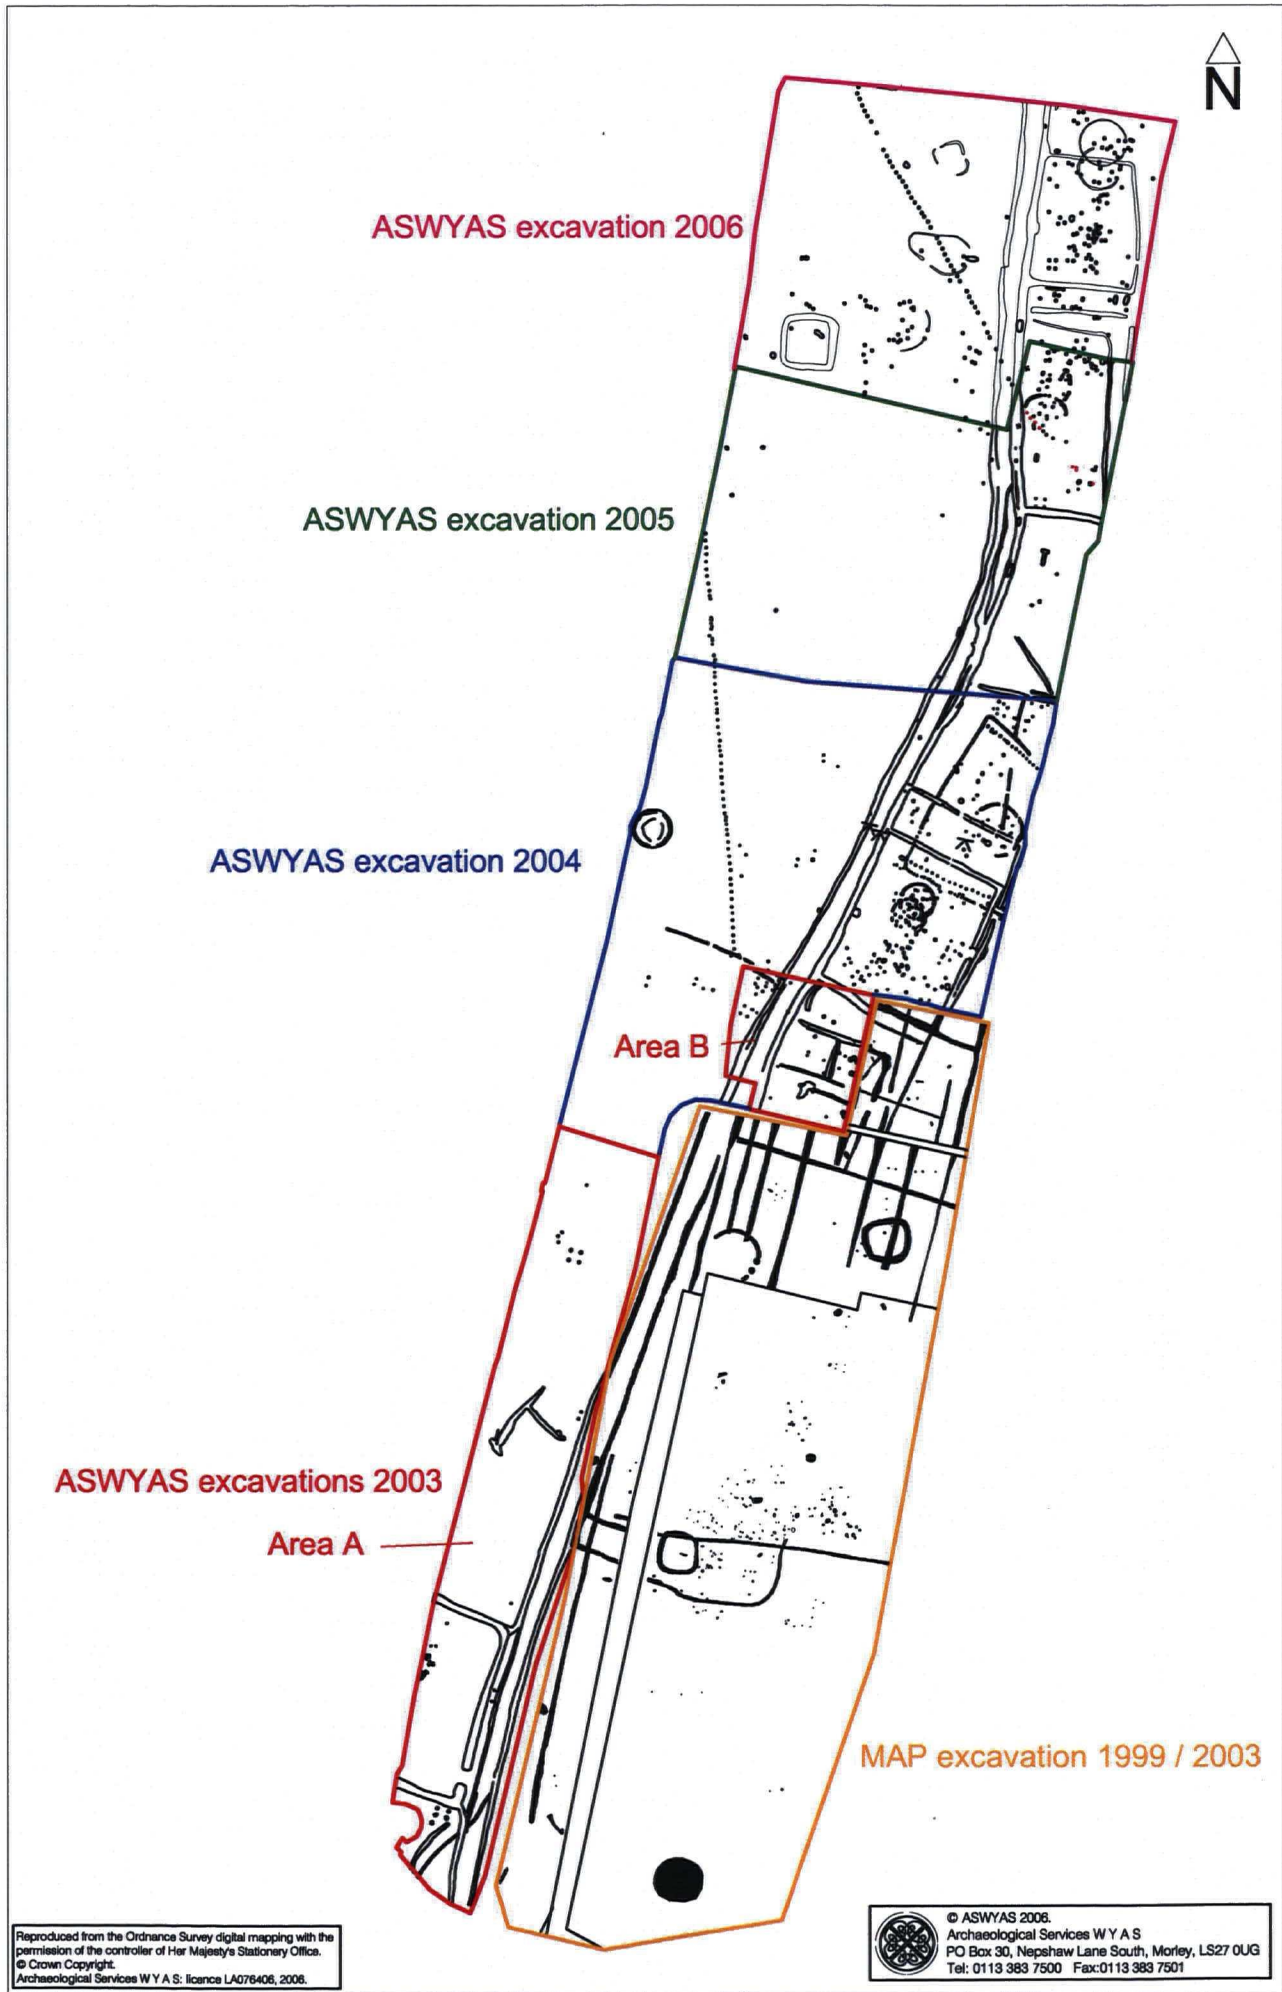 N
ASWYAS excavation 2006
ASWYAS excavation 2005
ASWYAS excavation 2004
Area B
ASWYAS excavations 2003
Area A
MAP excavation 1999 / 2003
Reproduced from the Ordnance Survey digital mapping with the
permission of the controller of Her Majesty's Stationery Office.
© Crown Copyright.
Archaeological Services W Y A S: licence LA076406, 2006.
© ASWYAS 2006.
Archaeological Services W Y A S
PO Box 30, Nepshaw Lane South, Morley, LS27 0UG
Tel: 0113 383 7500 Fax:0113 383 7501